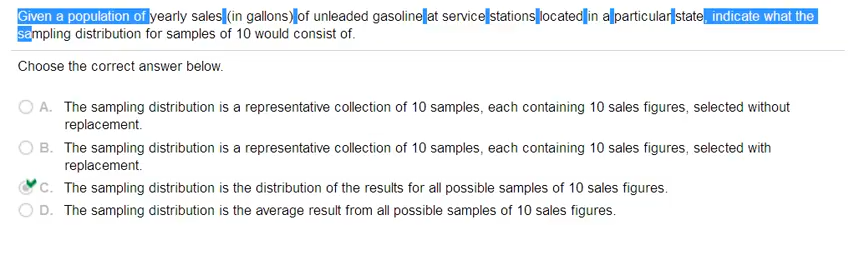 Given a population of yearly sales (in gallons) of unleaded gasoline at service stations located in a particular state, indicate what the
sampling distribution for samples of 10 would consist of.
Choose the correct answer below.
A. The sampling distribution is a representative collection of 10 samples, each containing 10 sales figures, selected without
replacement.
B. The sampling distribution is a representative collection of 10 samples, each containing 10 sales figures, selected with
replacement.
C. The sampling distribution is the distribution of the results for all possible samples of 10 sales figures.
D. The sampling distribution is the average result from all possible samples of 10 sales figures.